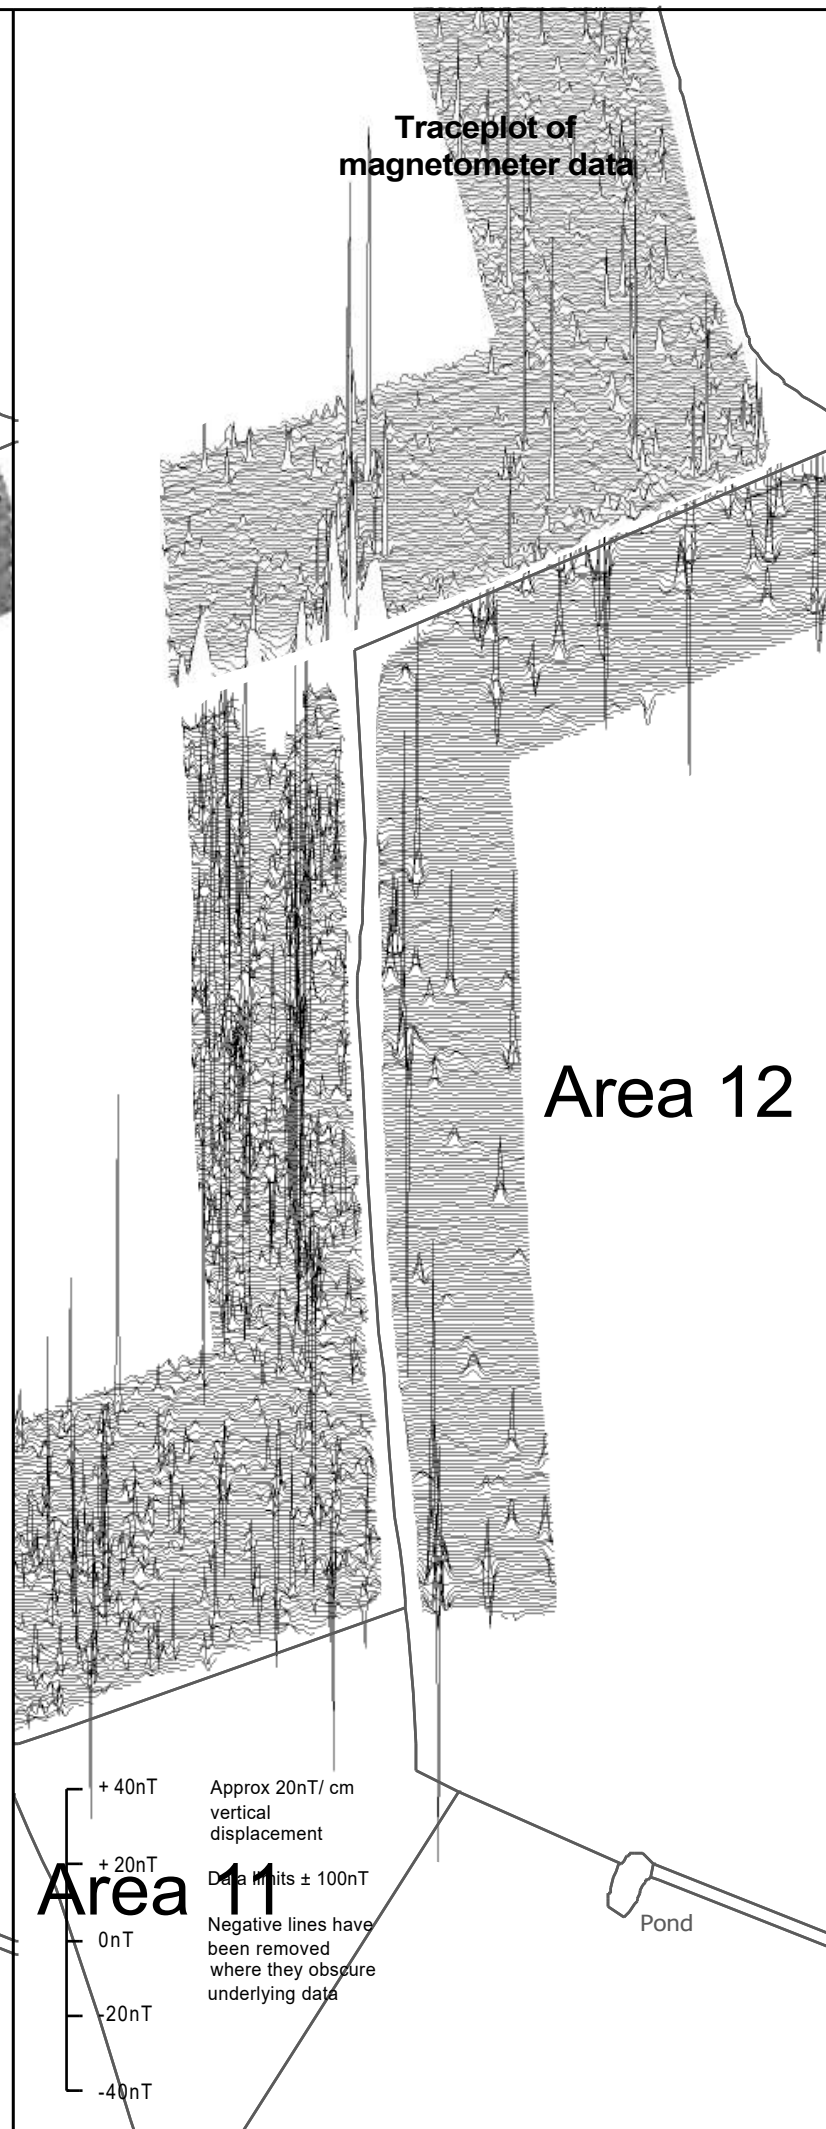 Traceplot of
magnetometer data
Area 12
+ 40nT
+ 20nT
0nT
-20nT
-40nT
Approx 20nT/ cm
vertical
displacement
Data limits ± 100nT
Negative lines have
been removed
where they obscure
underlying data
Area 11
Pond